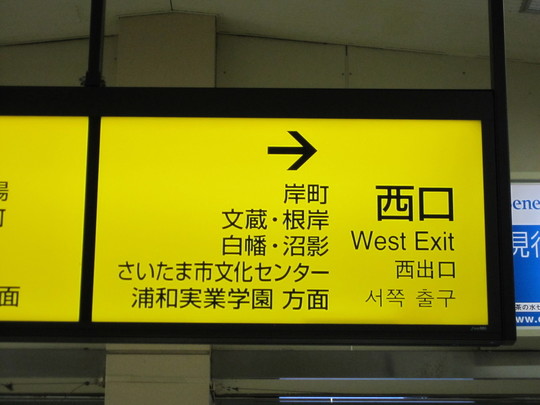 →
岸町
文蔵・根岸
白幡・沼影
さいたま市文化センター
浦和実業学園 方面
西口
West Exit
西出口
서쪽 출구
面